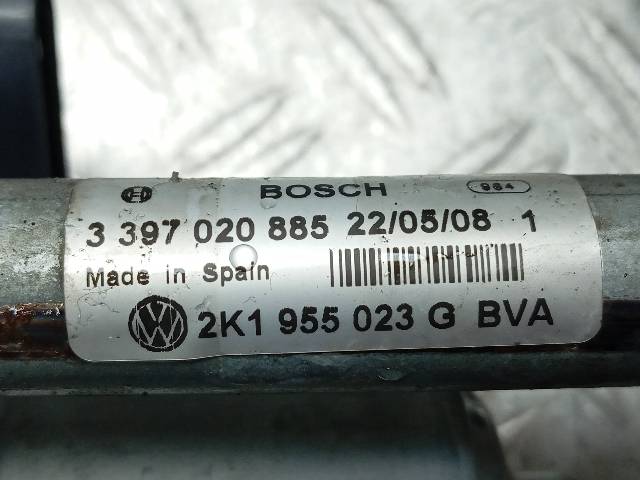 BOSCH 984
3 397 020 885 22/05/08 1
Made in Spain
2K1 955 023 G BVA